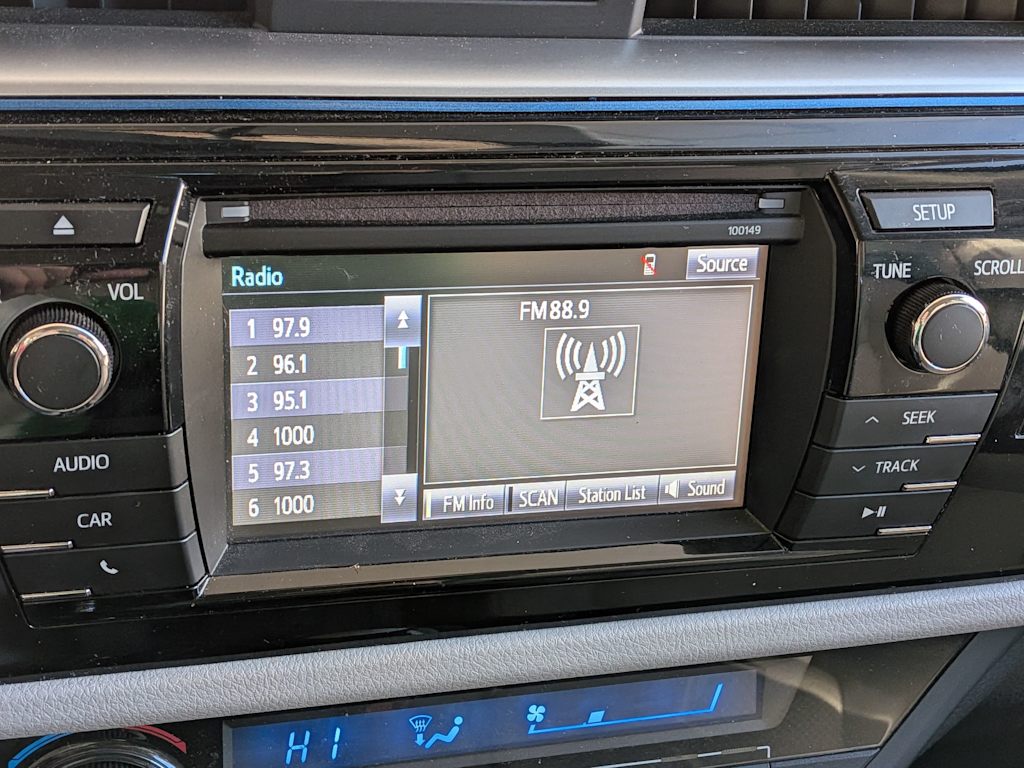 100149
SETUP
VOL
TUNE
SCROLL
Radio
Source
FM88.9
1 97.9
2 96.1
3 95.1
4 1000
5 97.3
6 1000
FM Info
SCAN
Station List
Sound
AUDIO
CAR
SEEK
TRACK
HI